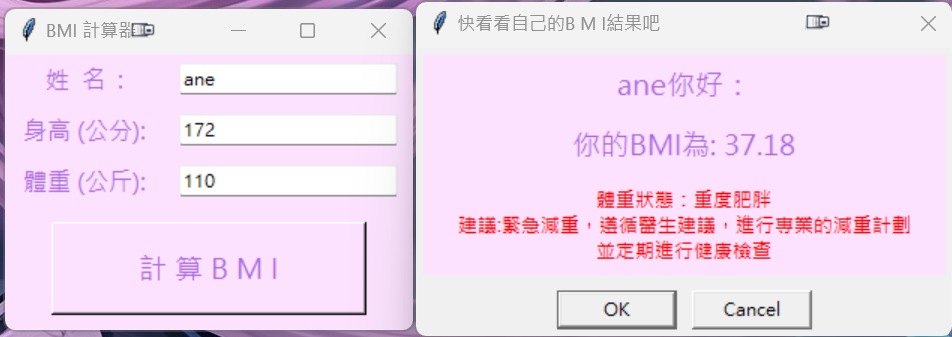 BMI 計算器
姓 名 :
ane
身高 (公分):
172
體重 (公斤):
110
計 算 B M I
快看看自己的B M I結果吧
ane你好：
你的BMI為: 37.18
體重狀態：重度肥胖
建議:緊急減重，遵循醫生建議，進行專業的減重計劃
並定期進行健康檢查
OK
Cancel